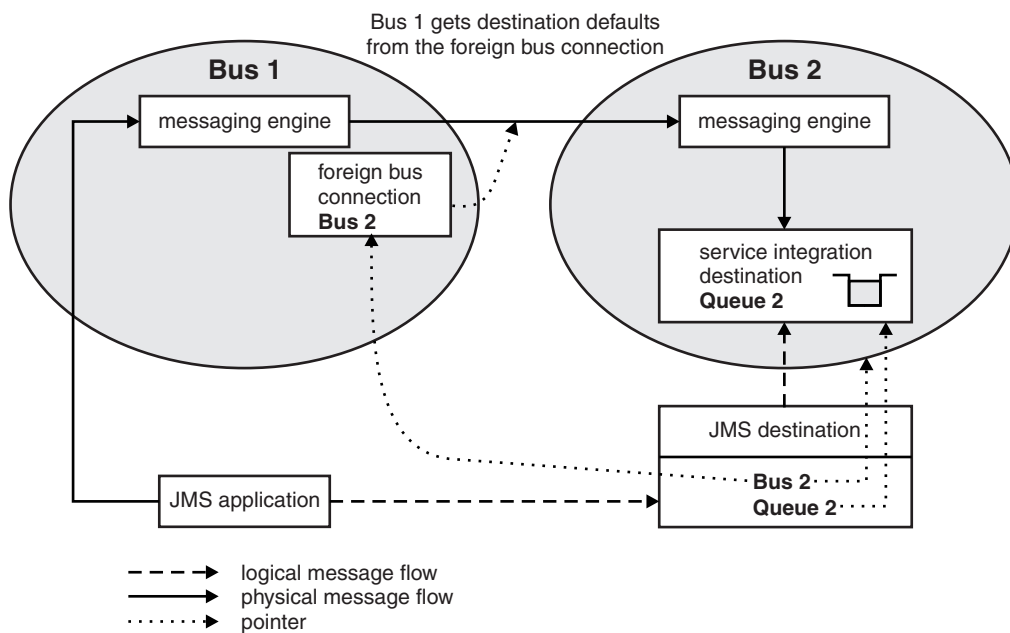 Bus 1 gets destination defaults
from the foreign bus connection
Bus 1
messaging engine
foreign bus
connection
Bus 2
Bus 2
messaging engine
service integration
destination
Queue 2
JMS destination
Bus 2
Queue 2
JMS application
logical message flow
physical message flow
pointer